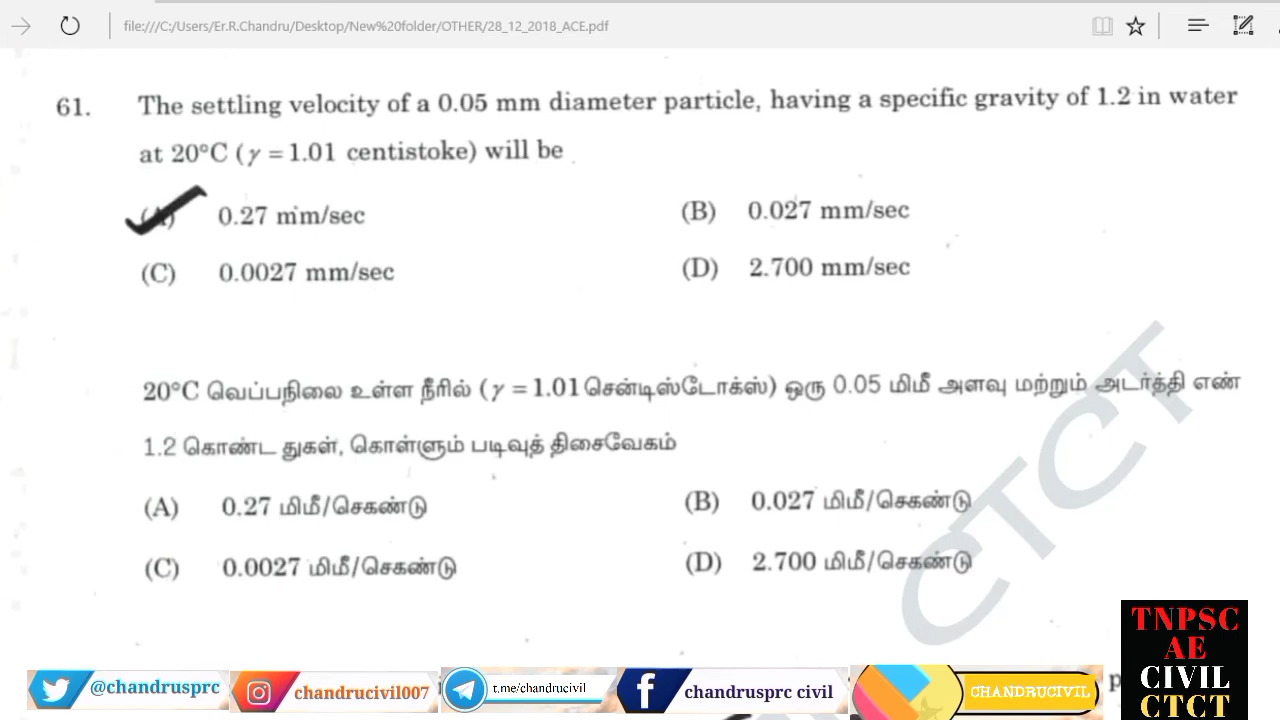 file:///C:/Users/Er.R.Chandru/Desktop/New%20folder/OTHER/28_12_2018_ACE.pdf
61. The settling velocity of a 0.05 mm diameter particle, having a specific gravity of 1.2 in water
at 20°C (γ = 1.01 centistoke) will be
(A) 0.27 mm/sec (B) 0.027 mm/sec
(C) 0.0027 mm/sec (D) 2.700 mm/sec
20°C வெப்பநிலை உள்ள நீரில் (γ = 1.01 சென்டிஸ்டோக்ஸ்) ஒரு 0.05 மிமீ அளவு மற்றும் அடர்த்தி எண்
1.2 கொண்ட துகள், கொள்ளும் படிவுத் திசைவேகம்
(A) 0.27 மிமீ/செகண்டு (B) 0.027 மிமீ/செகண்டு
(C) 0.0027 மிமீ/செகண்டு (D) 2.700 மிமீ/செகண்டு
CTCT
TNPSC
AE
CIVIL
CTCT
@chandrusprc chandrucivil007 t.me/chandrucivil chandrusprc civil CHANDRUCIVIL